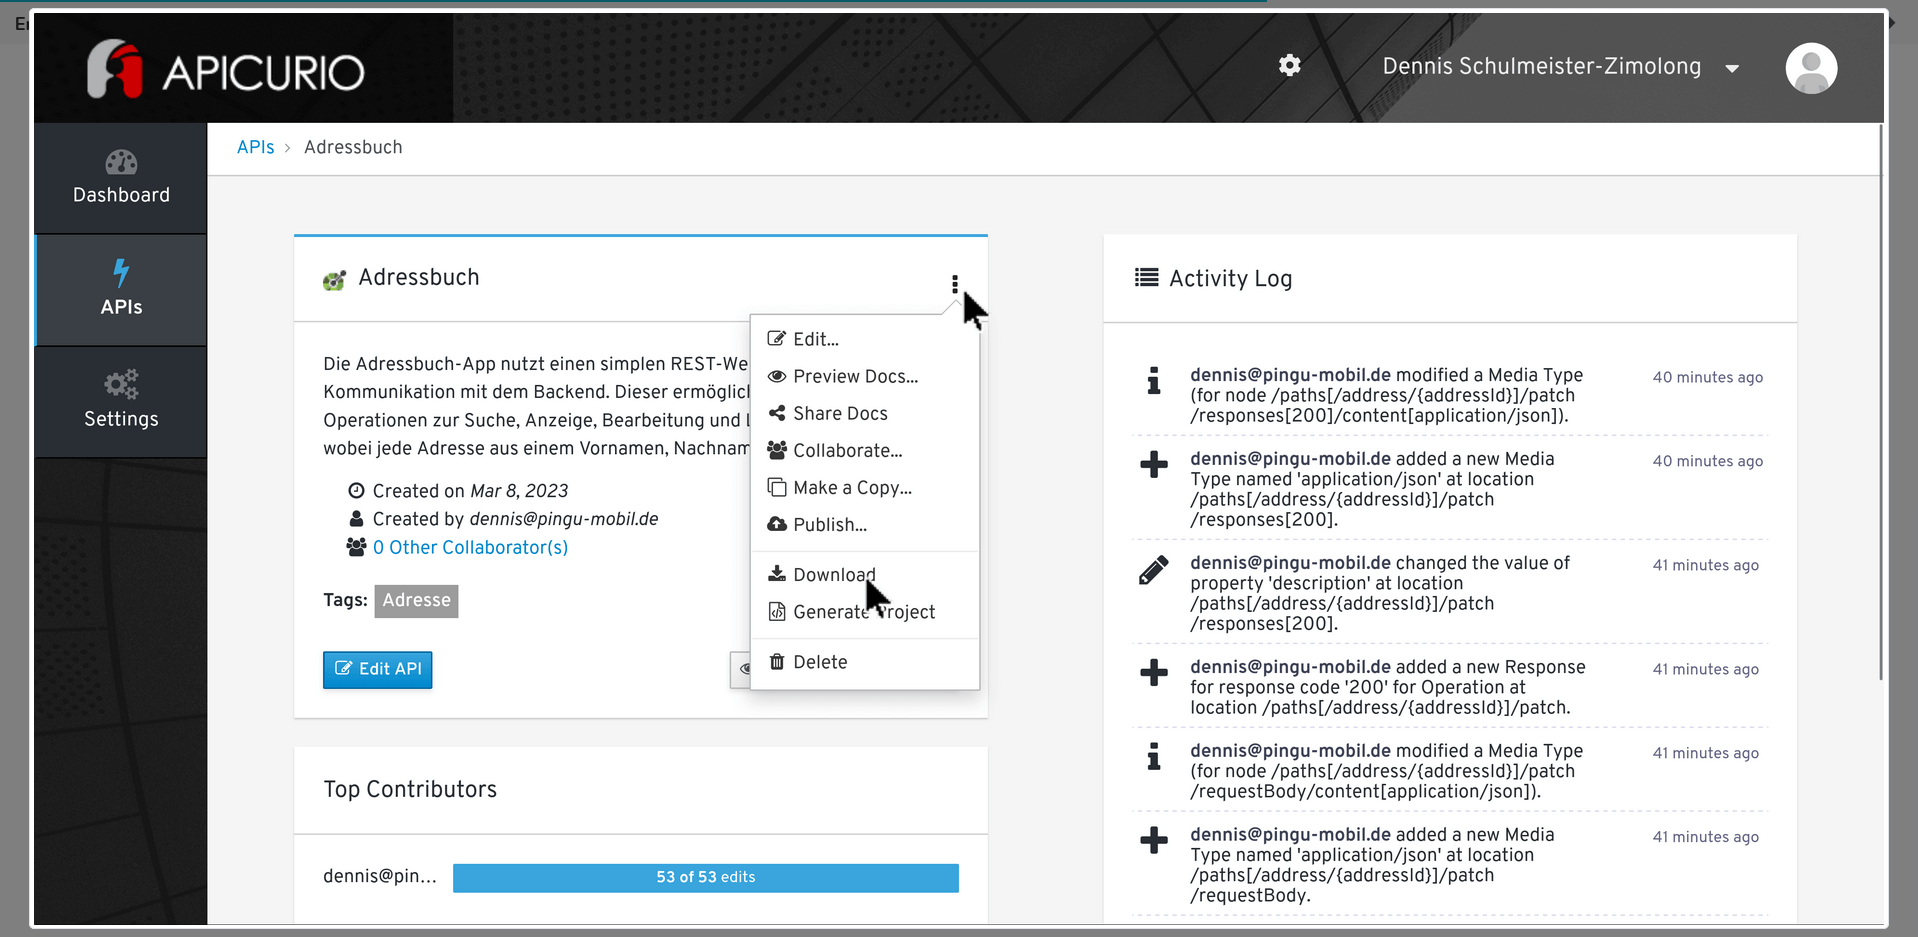 APICURIO
Dennis Schulmeister-Zimolong
Dashboard
APIs
Settings
APIs > Adressbuch
Adressbuch
Die Adressbuch-App nutzt einen simplen REST-We
Kommunikation mit dem Backend. Dieser ermöglicl
Operationen zur Suche, Anzeige, Bearbeitung und L
wobei jede Adresse aus einem Vornamen, Nachnam
Created on Mar 8, 2023
Created by dennis@pingu-mobil.de
0 Other Collaborator(s)
Tags: Adresse
Edit API
Edit...
Preview Docs...
Share Docs
Collaborate...
Make a Copy...
Publish...
Download
Generate Project
Delete
Top Contributors
dennis@pin...
53 of 53 edits
Activity Log
dennis@pingu-mobil.de modified a Media Type
(for node /paths[/address/{addressId}]/patch
/responses[200]/content[application/json]).
40 minutes ago
dennis@pingu-mobil.de added a new Media
Type named 'application/json' at location
/paths[/address/{addressId}]/patch
/responses[200].
40 minutes ago
dennis@pingu-mobil.de changed the value of
property 'description' at location
/paths[/address/{addressId}]/patch
/responses[200].
41 minutes ago
dennis@pingu-mobil.de added a new Response
for response code '200' for Operation at
location /paths[/address/{addressId}]/patch.
41 minutes ago
dennis@pingu-mobil.de modified a Media Type
(for node /paths[/address/{addressId}]/patch
/requestBody/content[application/json]).
41 minutes ago
dennis@pingu-mobil.de added a new Media
Type named 'application/json' at location
/paths[/address/{addressId}]/patch
/requestBody.
41 minutes ago